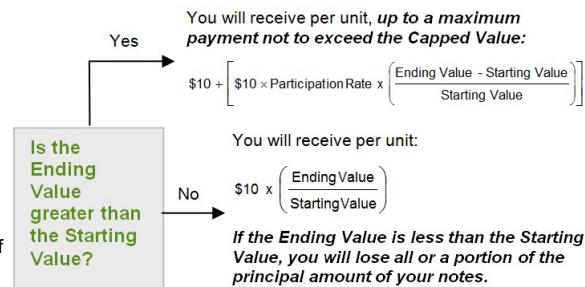 You will receive per unit, up to a maximum
payment not to exceed the Capped Value:
Yes
$10 + [ $10 × Participation Rate x ( Ending Value - Starting Value / Starting Value ) ]
Is the
Ending
Value
greater than
the Starting
Value?
f
No
You will receive per unit:
$10 x ( Ending Value / Starting Value )
If the Ending Value is less than the Starting
Value, you will lose all or a portion of the
principal amount of your notes.